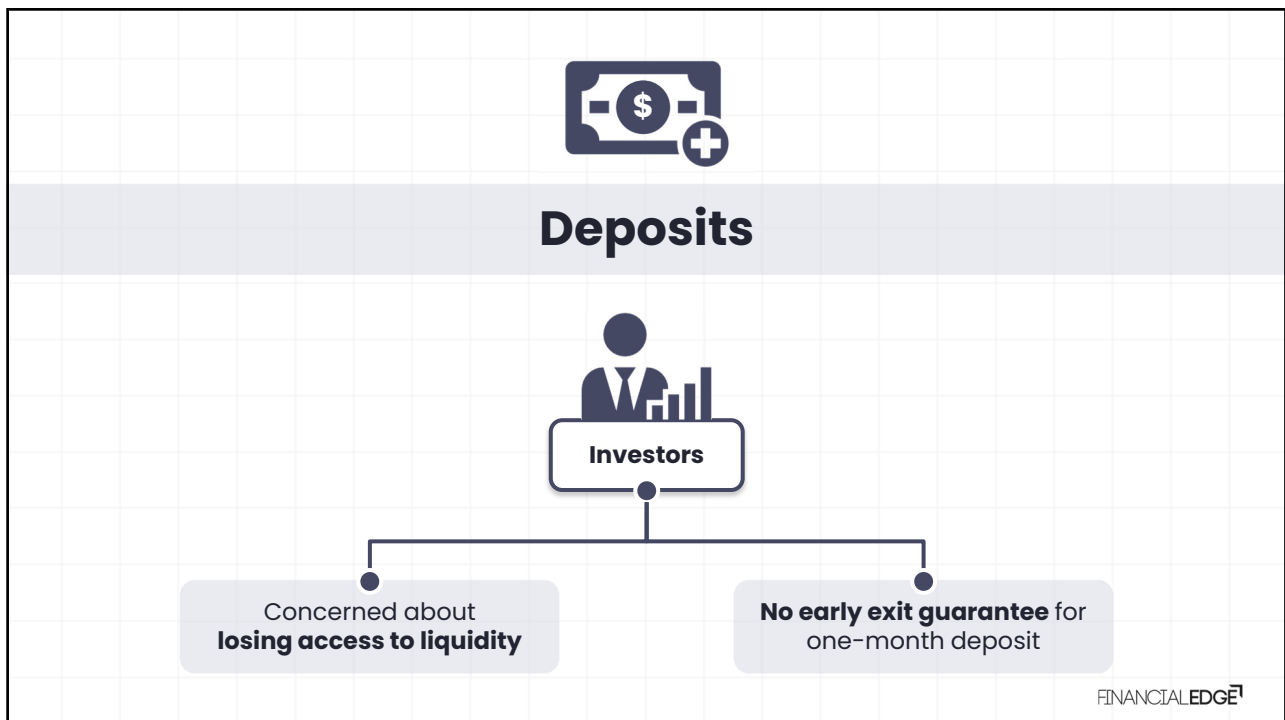 $
Deposits
Investors
Concerned about
losing access to liquidity
No early exit guarantee for
one-month deposit
FINANCIALEDGE